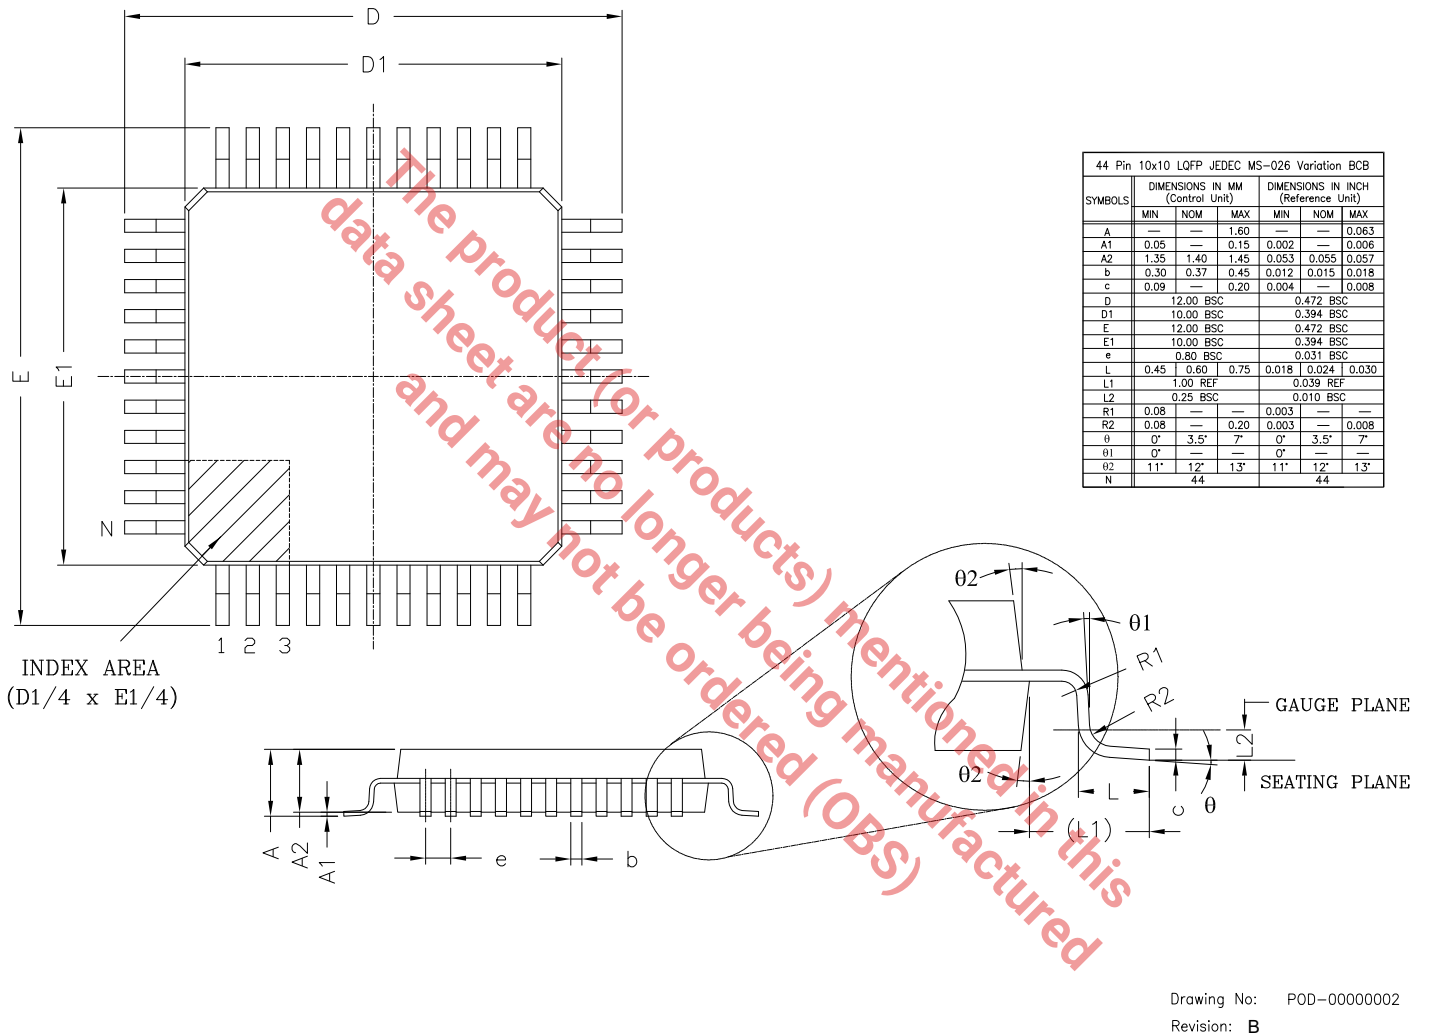 D
D1
E
E1
N
1 2 3
INDEX AREA
(D1/4 x E1/4)
44 Pin 10x10 LQFP JEDEC MS-026 Variation BCB
SYMBOLS
DIMENSIONS IN MM
(Control Unit)
DIMENSIONS IN INCH
(Reference Unit)
MIN NOM MAX MIN NOM MAX
A — — 1.60 — — 0.063
A1 0.05 — 0.15 0.002 — 0.006
A2 1.35 1.40 1.45 0.053 0.055 0.057
b 0.30 0.37 0.45 0.012 0.015 0.018
c 0.09 — 0.20 0.004 — 0.008
D 12.00 BSC 0.472 BSC
D1 10.00 BSC 0.394 BSC
E 12.00 BSC 0.472 BSC
E1 10.00 BSC 0.394 BSC
e 0.80 BSC 0.031 BSC
L 0.45 0.60 0.75 0.018 0.024 0.030
L1 1.00 REF 0.039 REF
L2 0.25 BSC 0.010 BSC
R1 0.08 — — 0.003 — —
R2 0.08 — 0.20 0.003 — 0.008
θ 0° 3.5° 7° 0° 3.5° 7°
θ1 0° — — 0° — —
θ2 11° 12° 13° 11° 12° 13°
N 44 44
The product (or products) mentioned in this
data sheet are no longer being manufactured
and may not be ordered (OBS)
θ2
θ1
R1
R2
GAUGE PLANE
L2
SEATING PLANE
θ2
L
c
θ
(L1)
A
A2
A1
e
b
Drawing No: POD-00000002
Revision: B